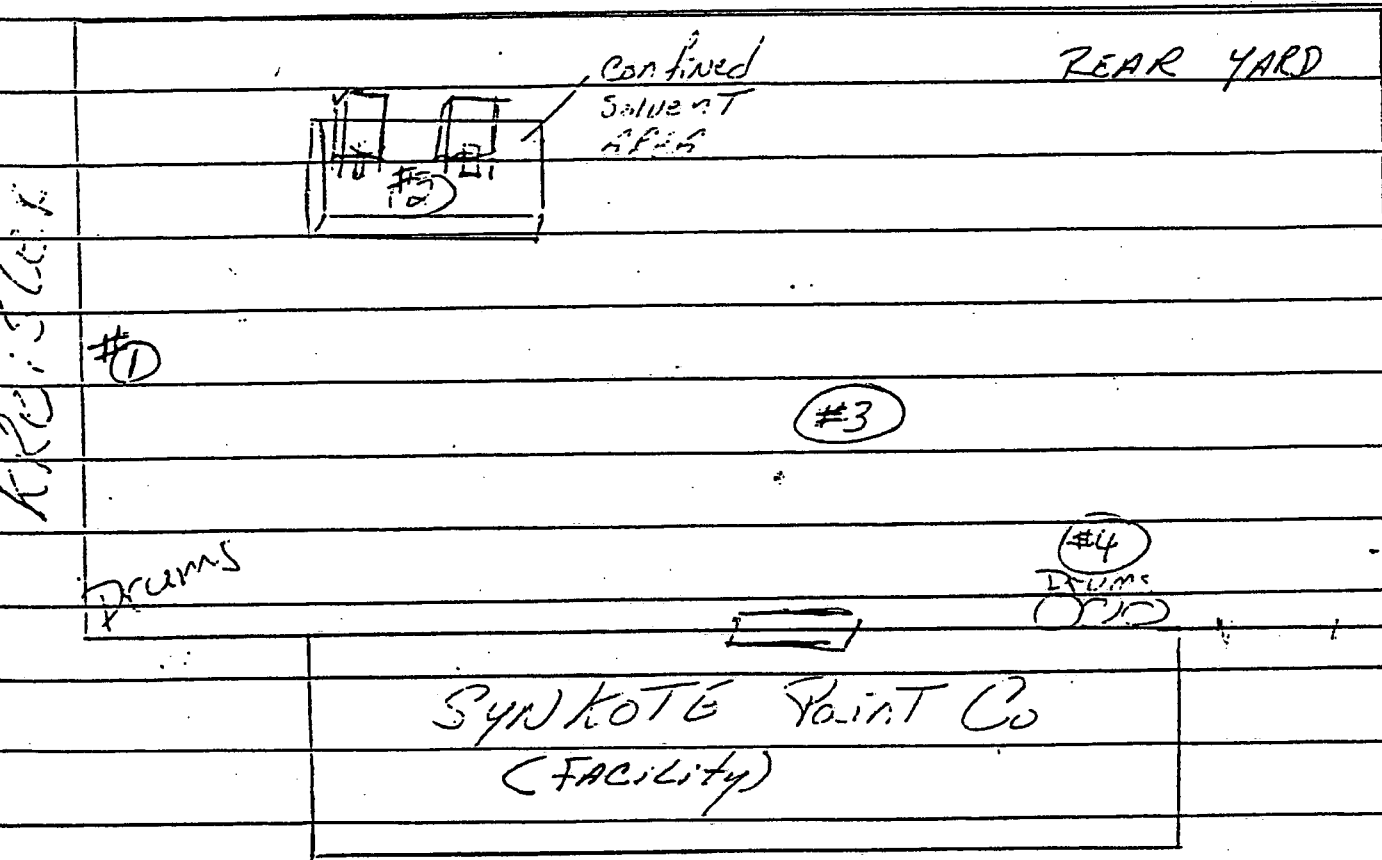 REAR YARD
Confined
Solvent
AREA
#2
#1
#3
#4
Drums
Drums
SYNKOTE Paint Co
(FACiLity)